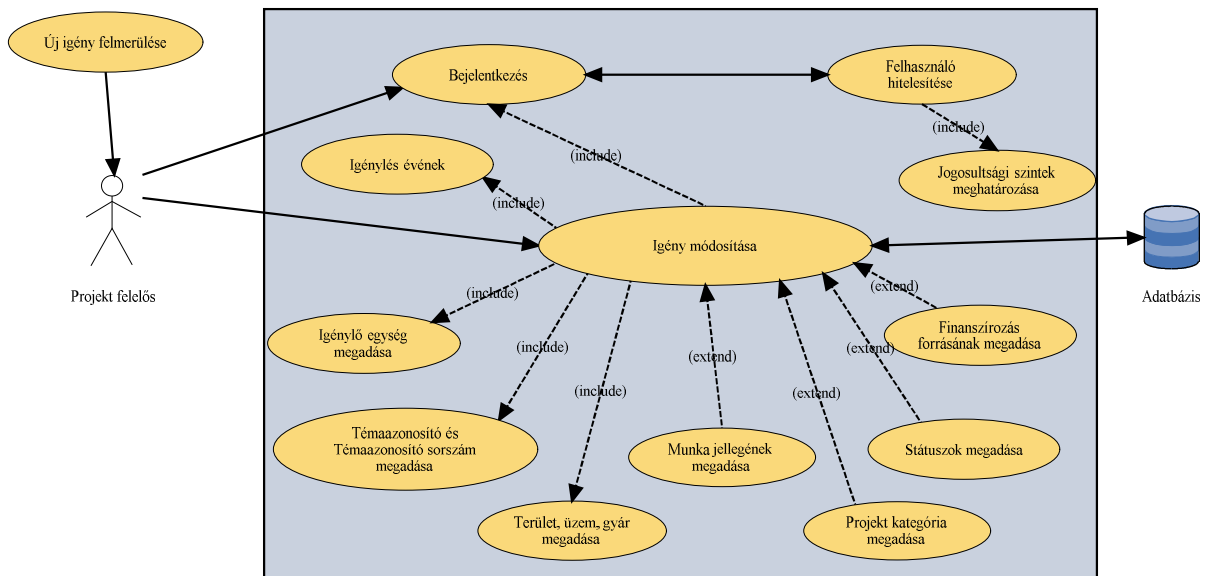 Új igény felmerülése
Bejelentkezés
Felhasználó
hitelesítése
(include)
(include)
Igénylés évének
Jogosultsági szintek
meghatározása
(include)
Igény módosítása
Projekt felelős
Adatbázis
(include)
(extend)
Igénylő egység
megadása
Finanszírozás
forrásának megadása
(include)
(extend)
(extend)
(include)
(extend)
Témaazonosító és
Témaazonosító sorszám
megadása
Munka jellegének
megadása
Státuszok megadása
Terület, üzem, gyár
megadása
Projekt kategória
megadása